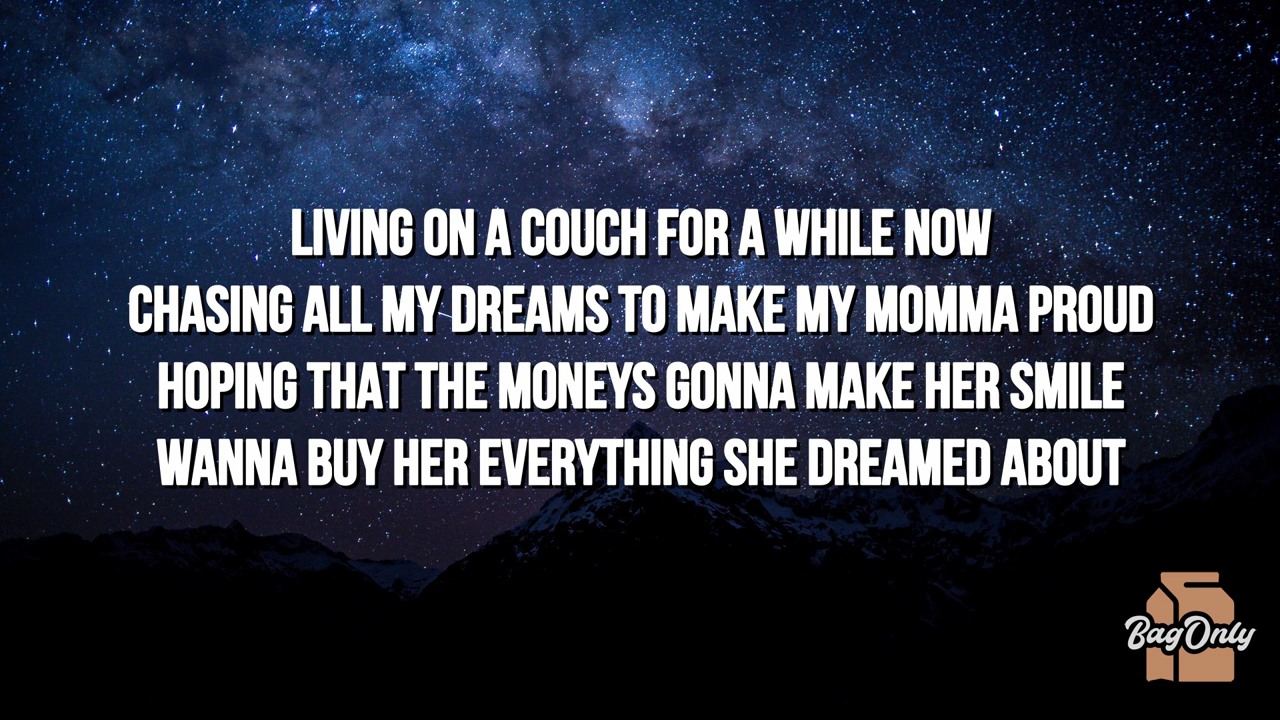 LIVING ON A COUCH FOR A WHILE NOW
CHASING ALL MY DREAMS TO MAKE MY MOMMA PROUD
HOPING THAT THE MONEYS GONNA MAKE HER SMILE
WANNA BUY HER EVERYTHING SHE DREAMED ABOUT
BagOnly